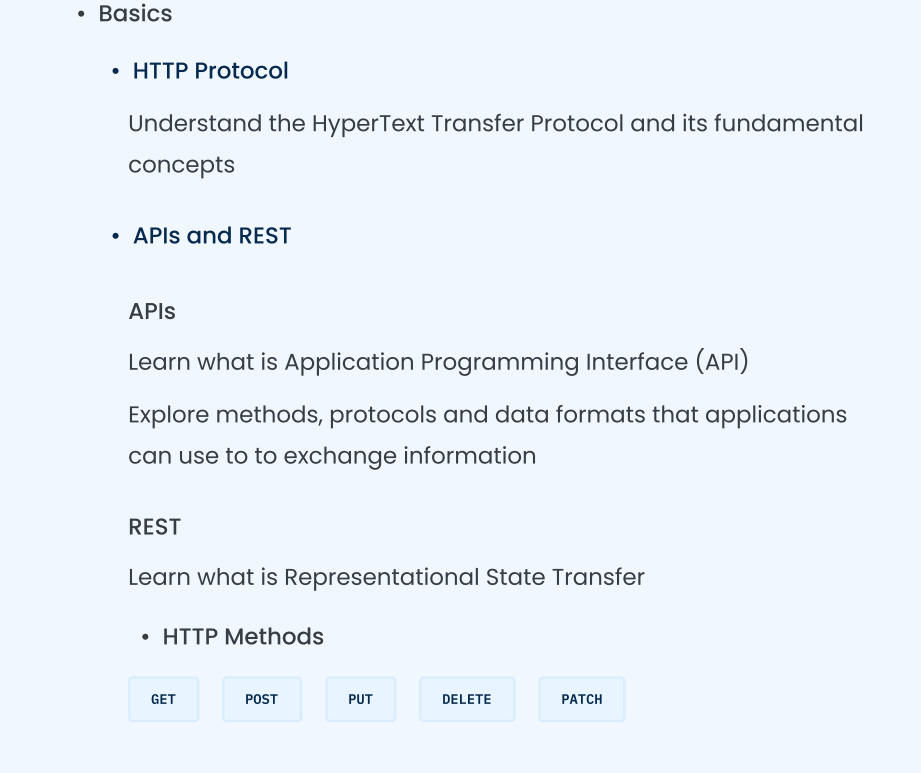 • Basics
• HTTP Protocol
Understand the HyperText Transfer Protocol and its fundamental
concepts
• APIs and REST
APIs
Learn what is Application Programming Interface (API)
Explore methods, protocols and data formats that applications
can use to to exchange information
REST
Learn what is Representational State Transfer
• HTTP Methods
GET POST PUT DELETE PATCH